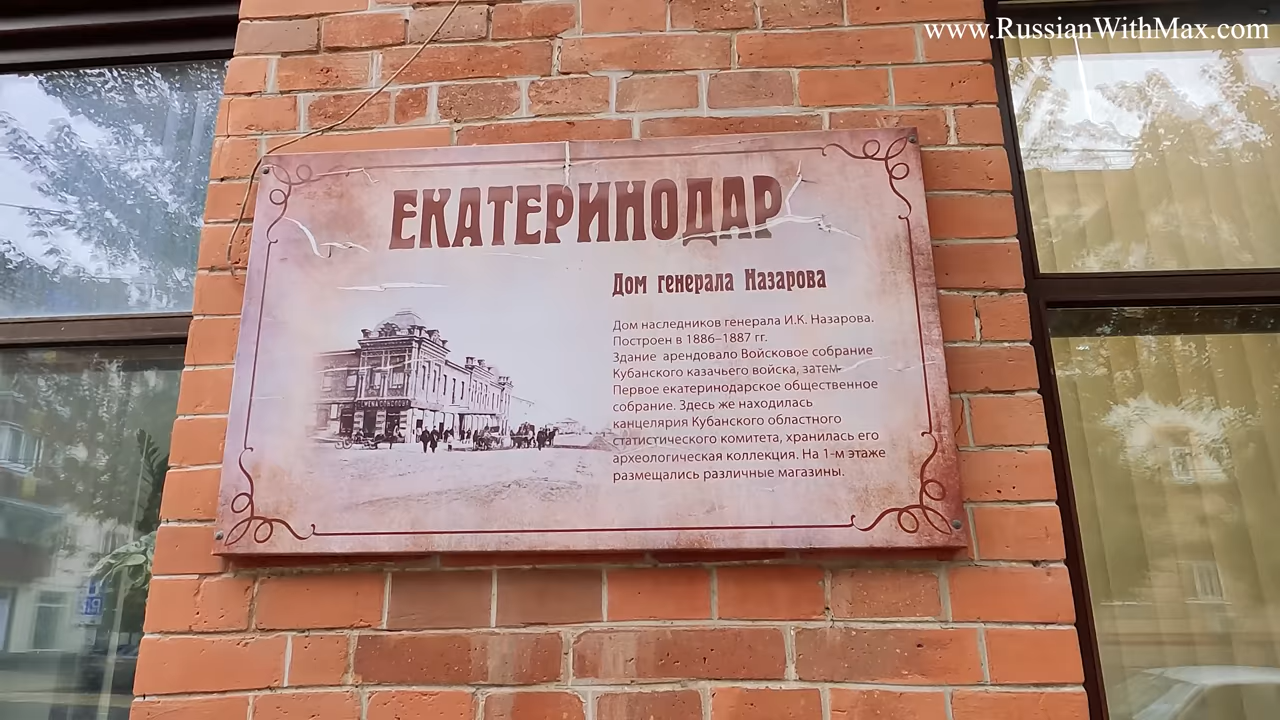 www.RussianWithMax.com
ЕКАТЕРИНОДАР
Дом генерала Назарова
Дом наследников генерала И.К. Назарова.
Построен в 1886–1887 гг.
Здание арендовало Войсковое собрание
Кубанского казачьего войска, затем
Первое екатеринодарское общественное
собрание. Здесь же находилась
канцелярия Кубанского областного
статистического комитета, хранилась его
археологическая коллекция. На 1-м этаже
размещались различные магазины.